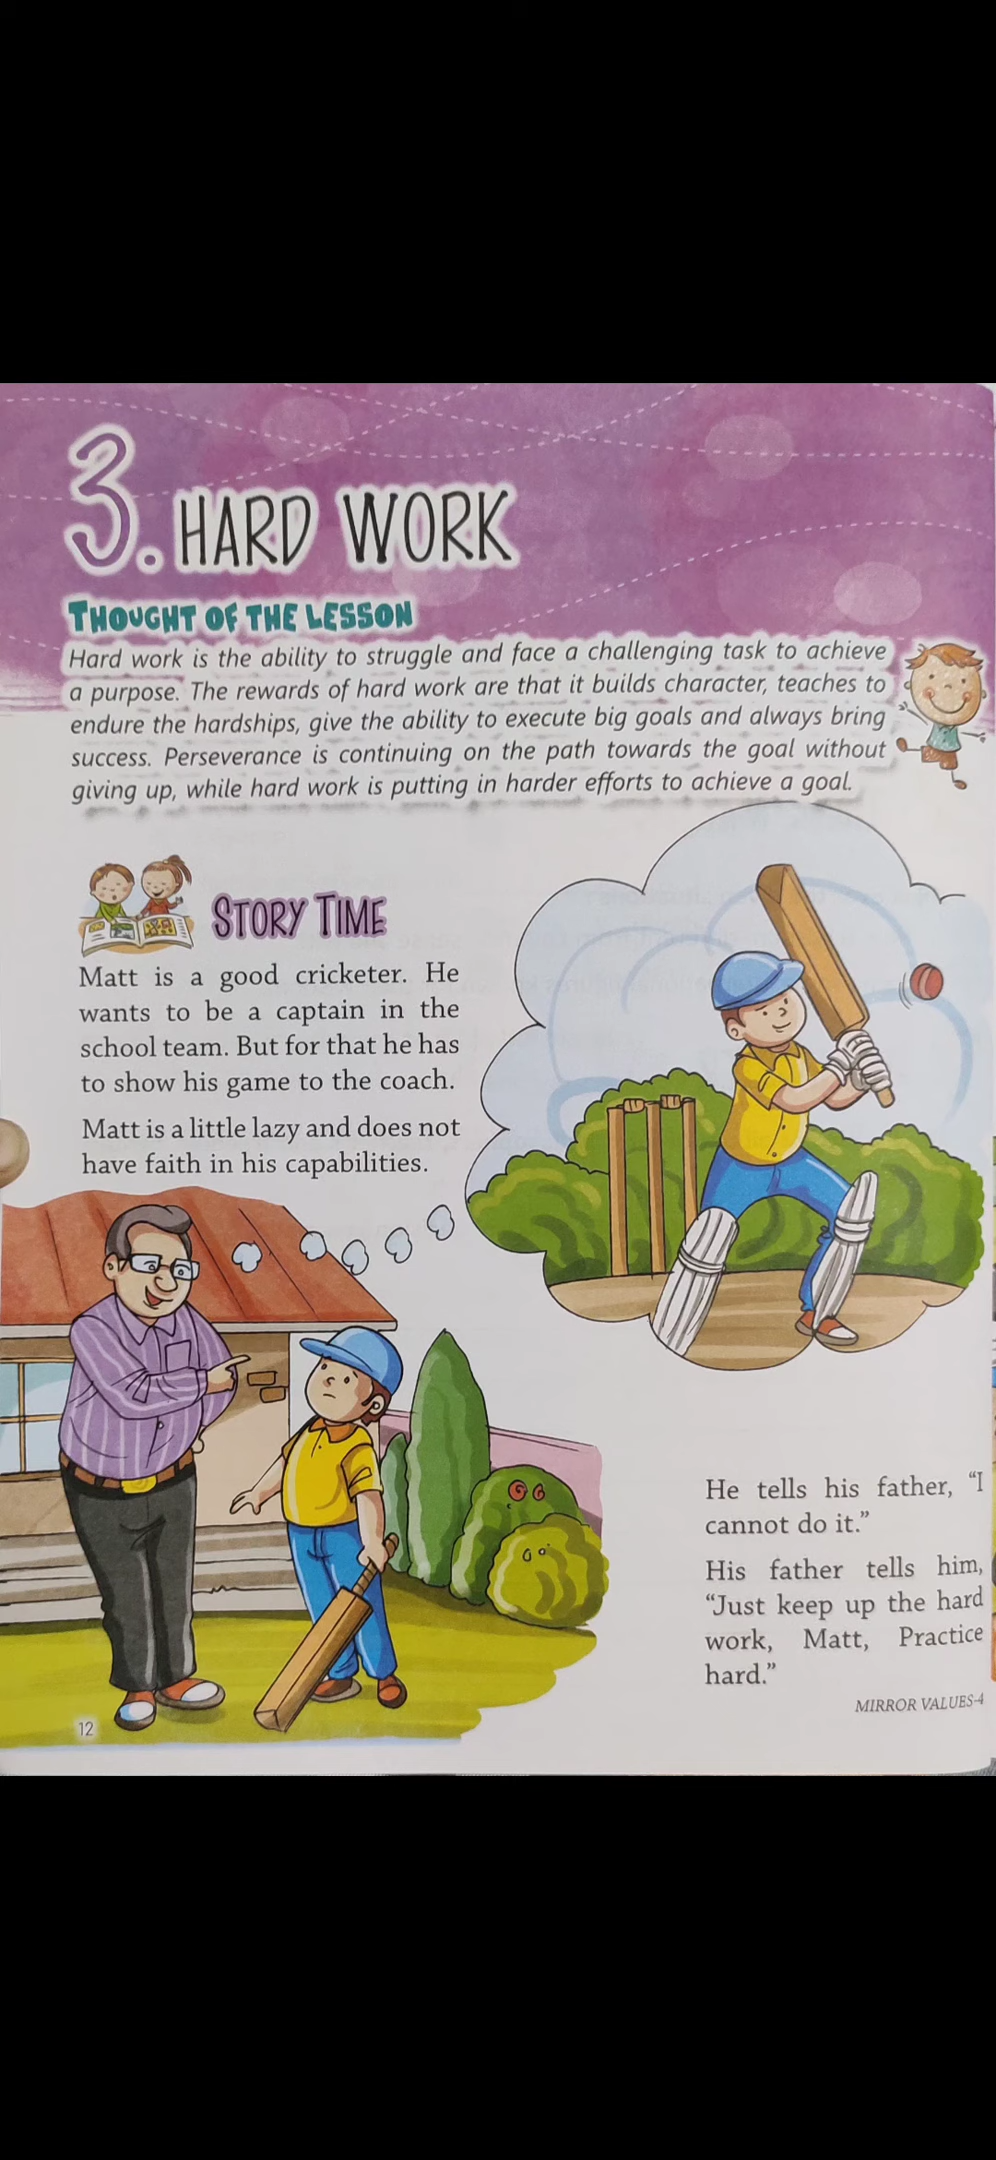 3. HARD WORK
THOUGHT OF THE LESSON
Hard work is the ability to struggle and face a challenging task to achieve
a purpose. The rewards of hard work are that it builds character, teaches to
endure the hardships, give the ability to execute big goals and always bring
success. Perseverance is continuing on the path towards the goal without
giving up, while hard work is putting in harder efforts to achieve a goal.
STORY TIME
Matt is a good cricketer. He
wants to be a captain in the
school team. But for that he has
to show his game to the coach.
Matt is a little lazy and does not
have faith in his capabilities.
He tells his father, “I
cannot do it.”
His father tells him,
“Just keep up the hard
work, Matt, Practice
hard.”
MIRROR VALUES-4
12